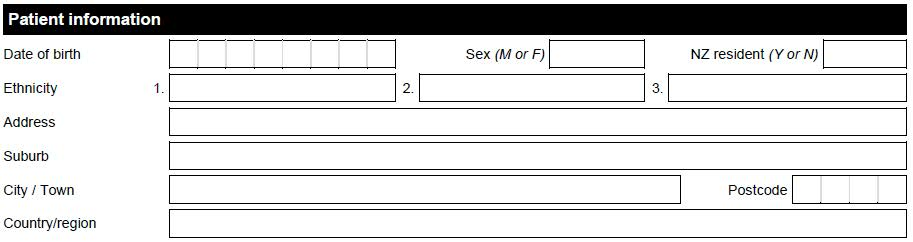 Patient information
Date of birth Sex (M or F) NZ resident (Y or N)
Ethnicity 1. 2. 3.
Address
Suburb
City / Town Postcode
Country/region